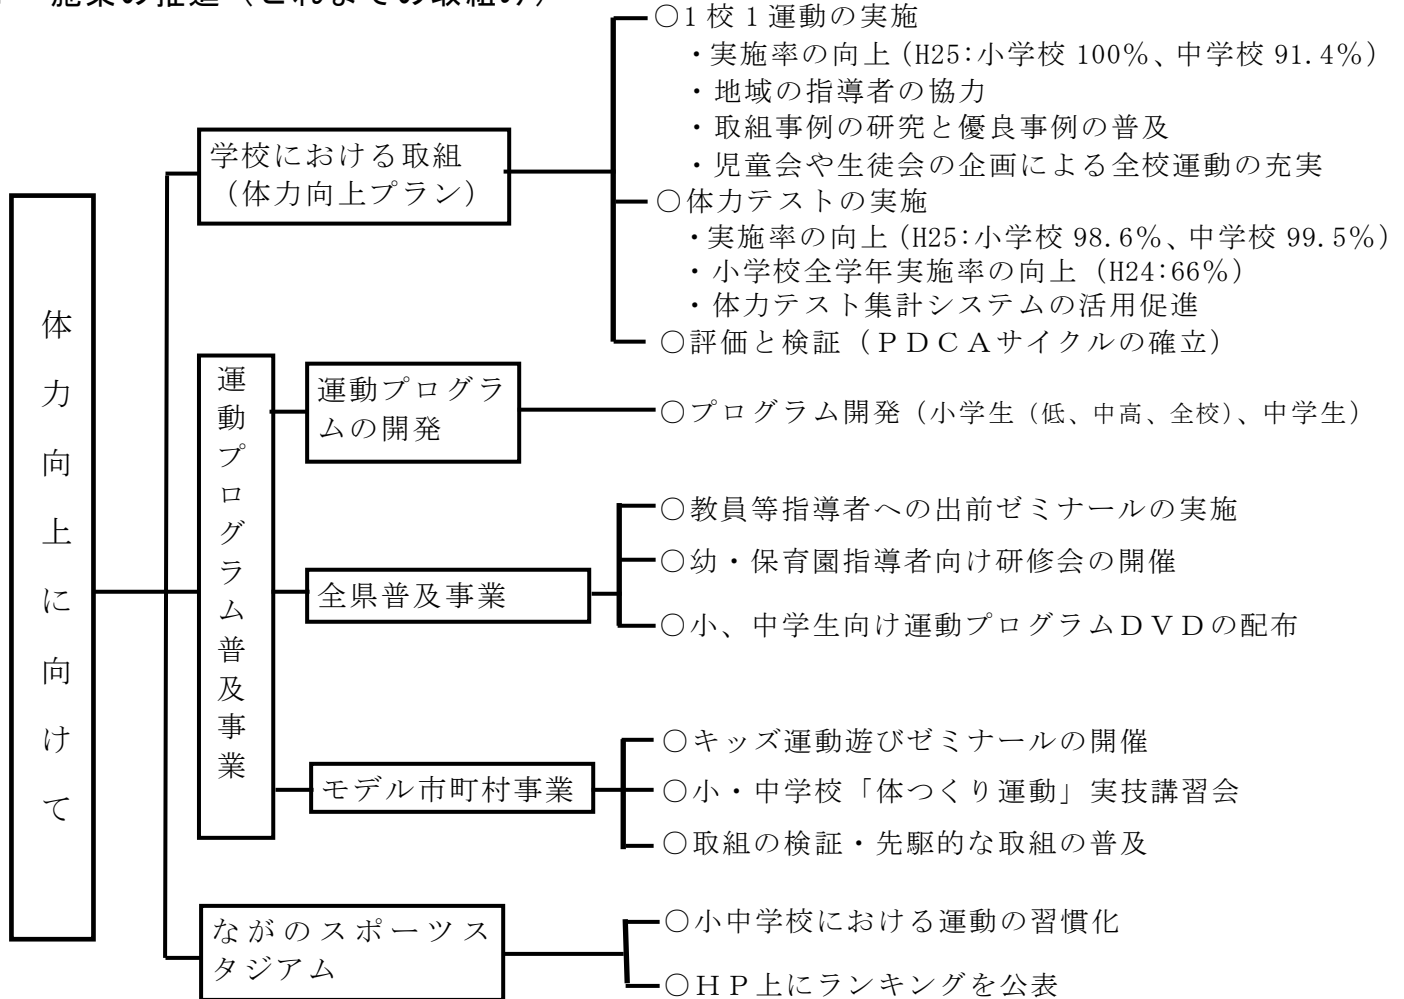 施策の推進（これまでの取組み）
体力向上に向けて
学校における取組
（体力向上プラン）
○1校1運動の実施
・実施率の向上（H25:小学校 100％、中学校 91.4％）
・地域の指導者の協力
・取組事例の研究と優良事例の普及
・児童会や生徒会の企画による全校運動の充実
○体力テストの実施
・実施率の向上（H25:小学校 98.6％、中学校 99.5％）
・小学校全学年実施率の向上（H24:66％）
・体力テスト集計システムの活用促進
○評価と検証（ＰＤＣＡサイクルの確立）
運動プログラム普及事業
運動プログラ
ムの開発
○プログラム開発（小学生（低、中高、全校）、中学生）
全県普及事業
○教員等指導者への出前ゼミナールの実施
○幼・保育園指導者向け研修会の開催
○小、中学生向け運動プログラムＤＶＤの配布
モデル市町村事業
○キッズ運動遊びゼミナールの開催
○小・中学校「体つくり運動」実技講習会
○取組の検証・先駆的な取組の普及
ながのスポーツス
タジアム
○小中学校における運動の習慣化
○ＨＰ上にランキングを公表